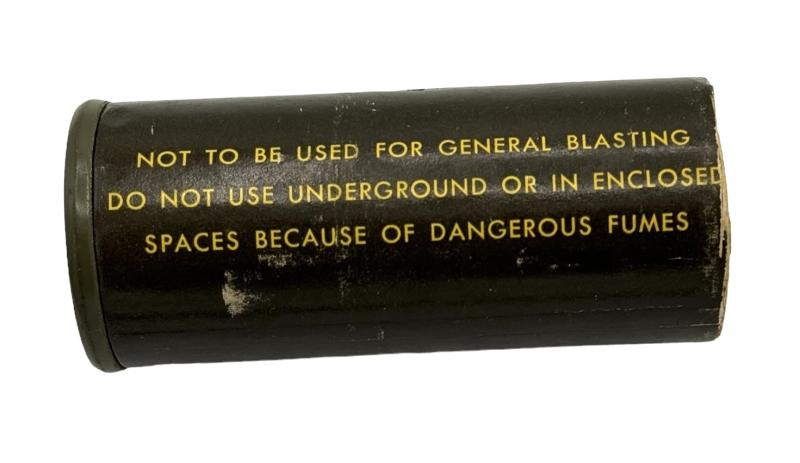 NOT TO BE USED FOR GENERAL BLASTING
DO NOT USE UNDERGROUND OR IN ENCLOSED
SPACES BECAUSE OF DANGEROUS FUMES